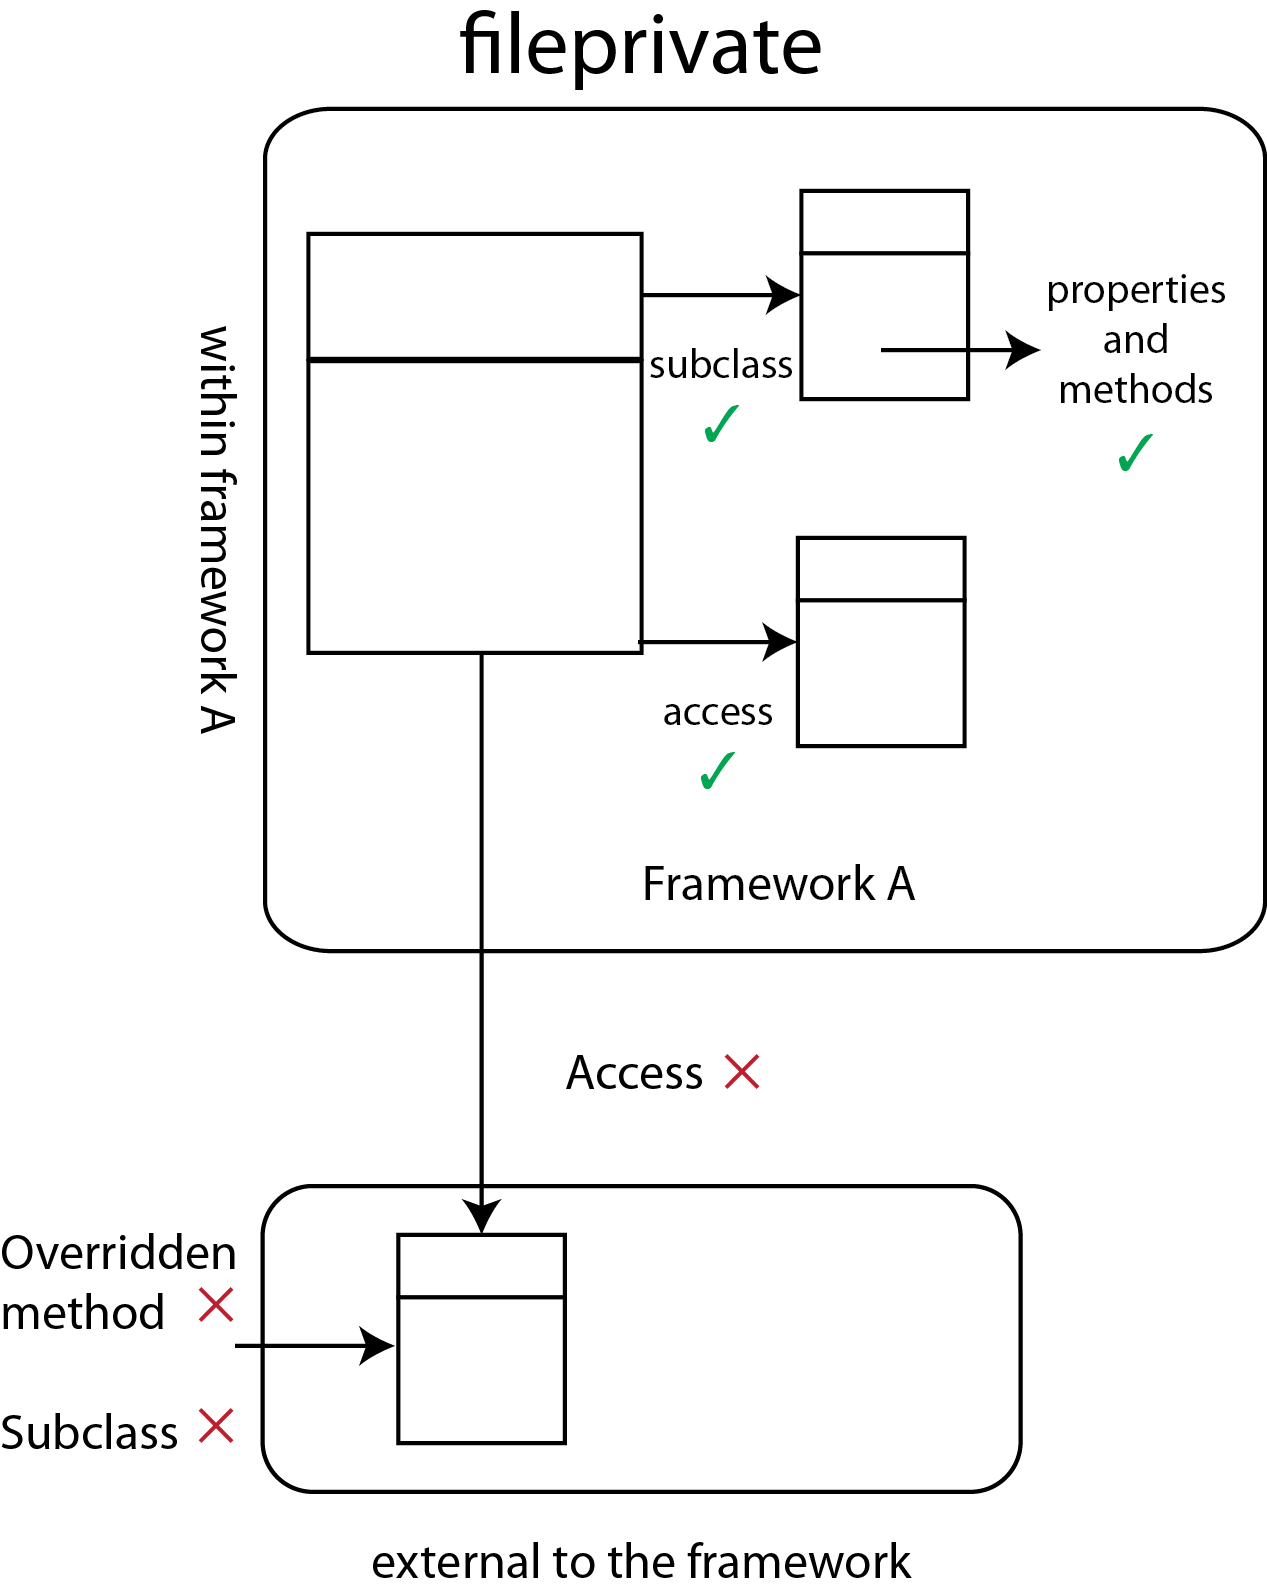 fileprivate
within framework A
subclass
properties
and
methods
access
Framework A
Access
Overridden
method
Subclass
external to the framework